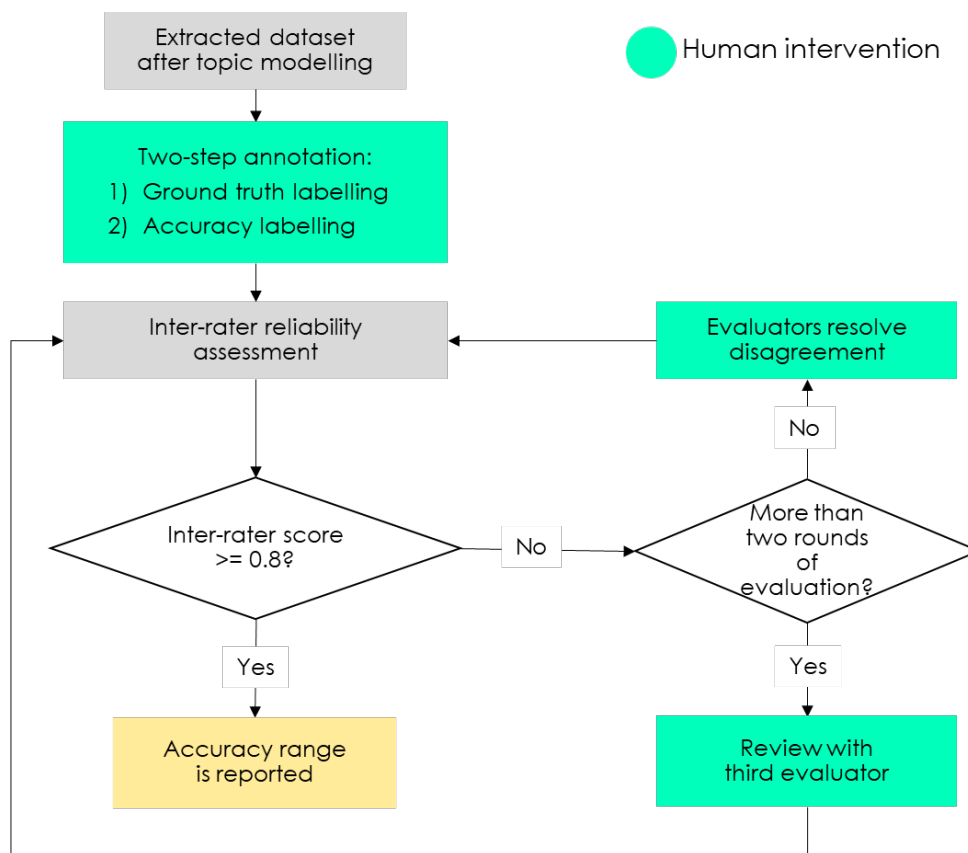 Extracted dataset
after topic modelling
Human intervention
Two-step annotation:
1) Ground truth labelling
2) Accuracy labelling
Inter-rater reliability
assessment
Evaluators resolve
disagreement
No
Inter-rater score
>= 0.8?
No
More than
two rounds
of
evaluation?
Yes
Yes
Accuracy range
is reported
Review with
third evaluator